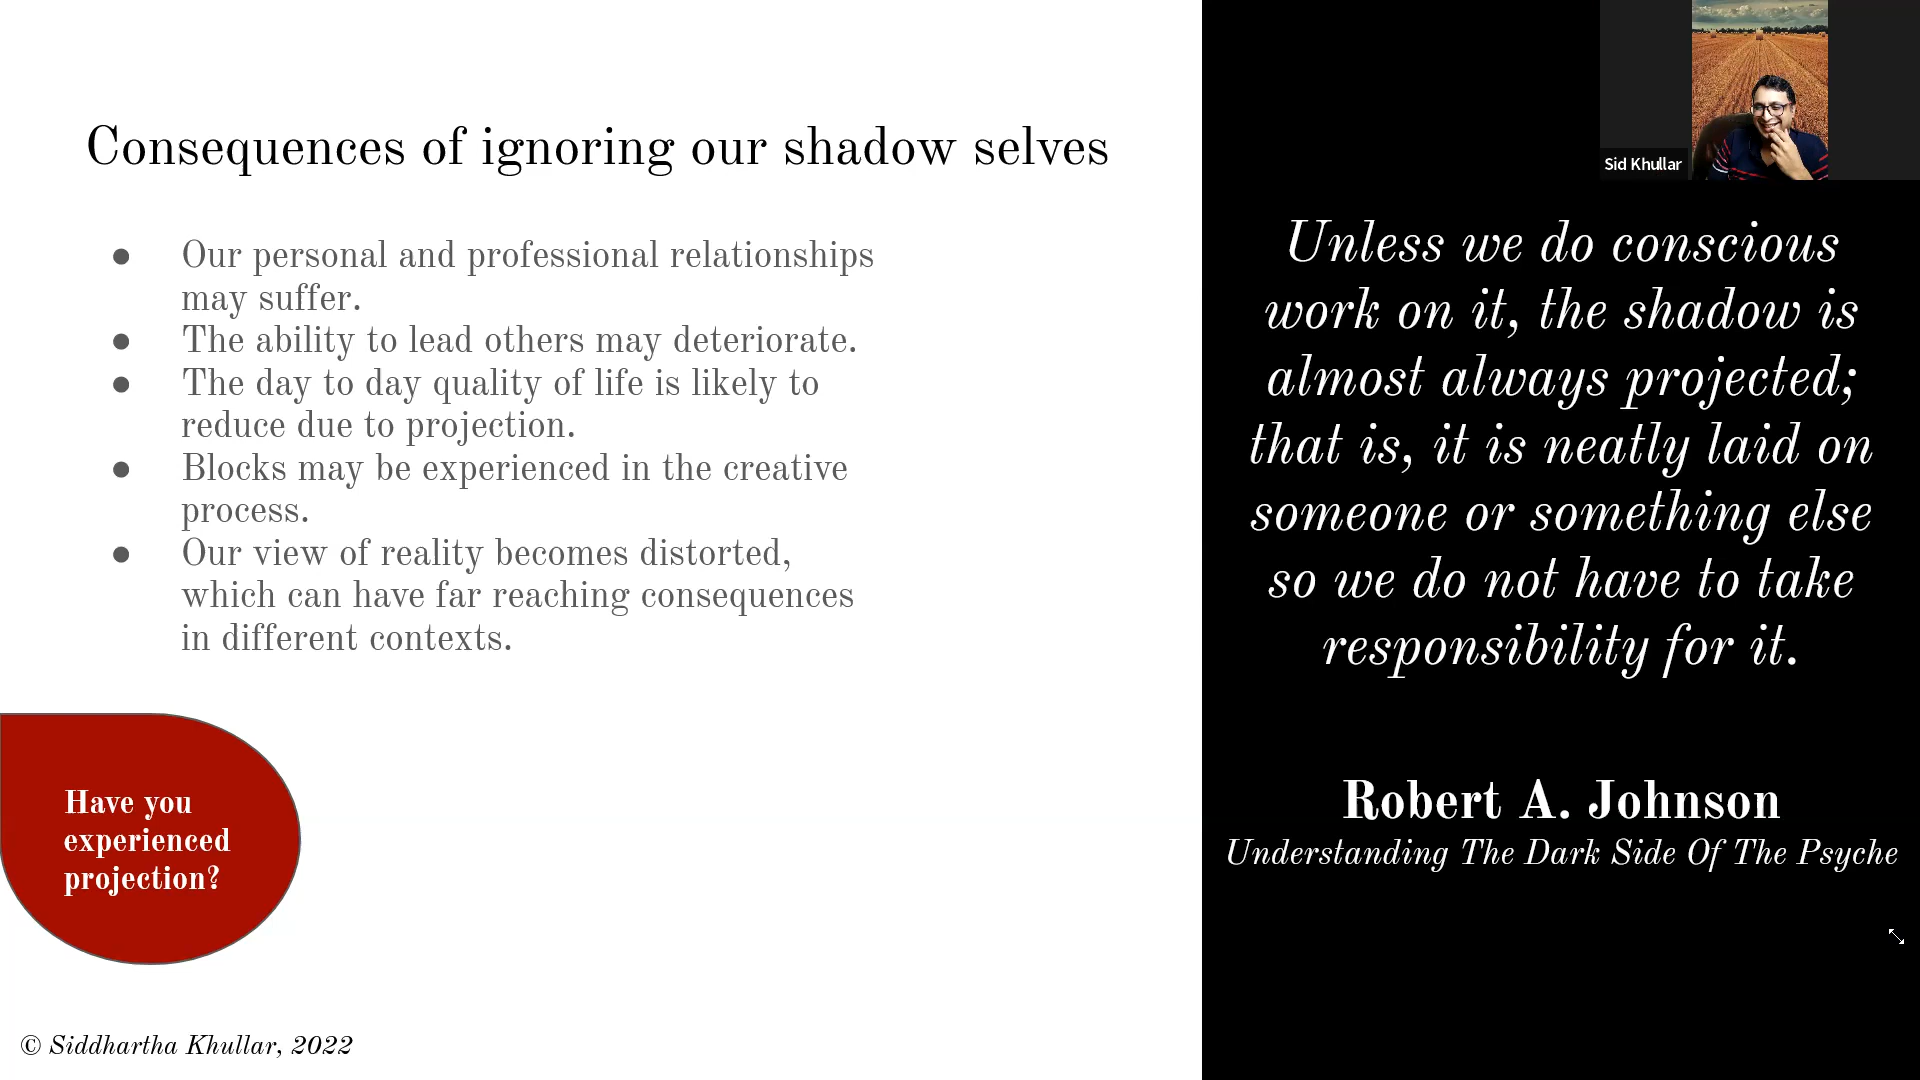 Consequences of ignoring our shadow selves
● Our personal and professional relationships
may suffer.
● The ability to lead others may deteriorate.
● The day to day quality of life is likely to
reduce due to projection.
● Blocks may be experienced in the creative
process.
● Our view of reality becomes distorted,
which can have far reaching consequences
in different contexts.
Have you
experienced
projection?
© Siddhartha Khullar, 2022
Sid Khullar
Unless we do conscious
work on it, the shadow is
almost always projected;
that is, it is neatly laid on
someone or something else
so we do not have to take
responsibility for it.
Robert A. Johnson
Understanding The Dark Side Of The Psyche